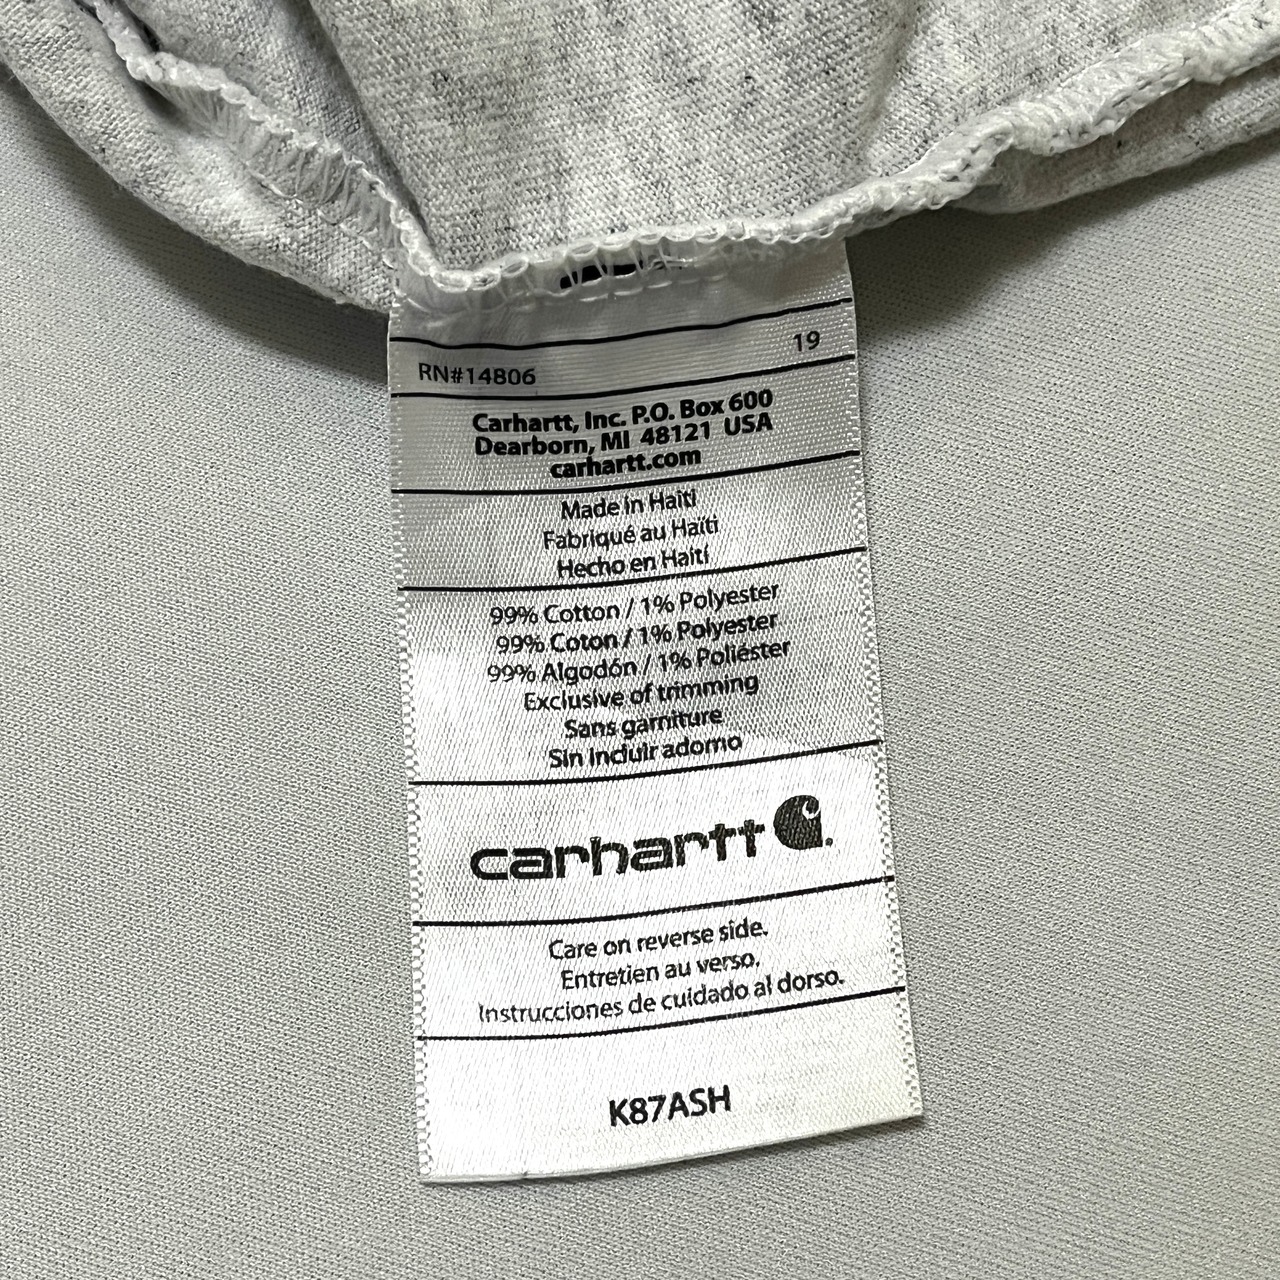 19
RN#14806
Carhartt, Inc. P.O. Box 600
Dearborn, MI 48121 USA
carhartt.com
Made in Haiti
Fabriqué au Haïti
Hecho en Haití
99% Cotton / 1% Polyester
99% Coton / 1% Polyester
99% Algodón / 1% Poliéster
Exclusive of trimming
Sans garniture
Sin incluir adorno
carhartt
Care on reverse side.
Entretien au verso.
Instrucciones de cuidado al dorso.
K87ASH